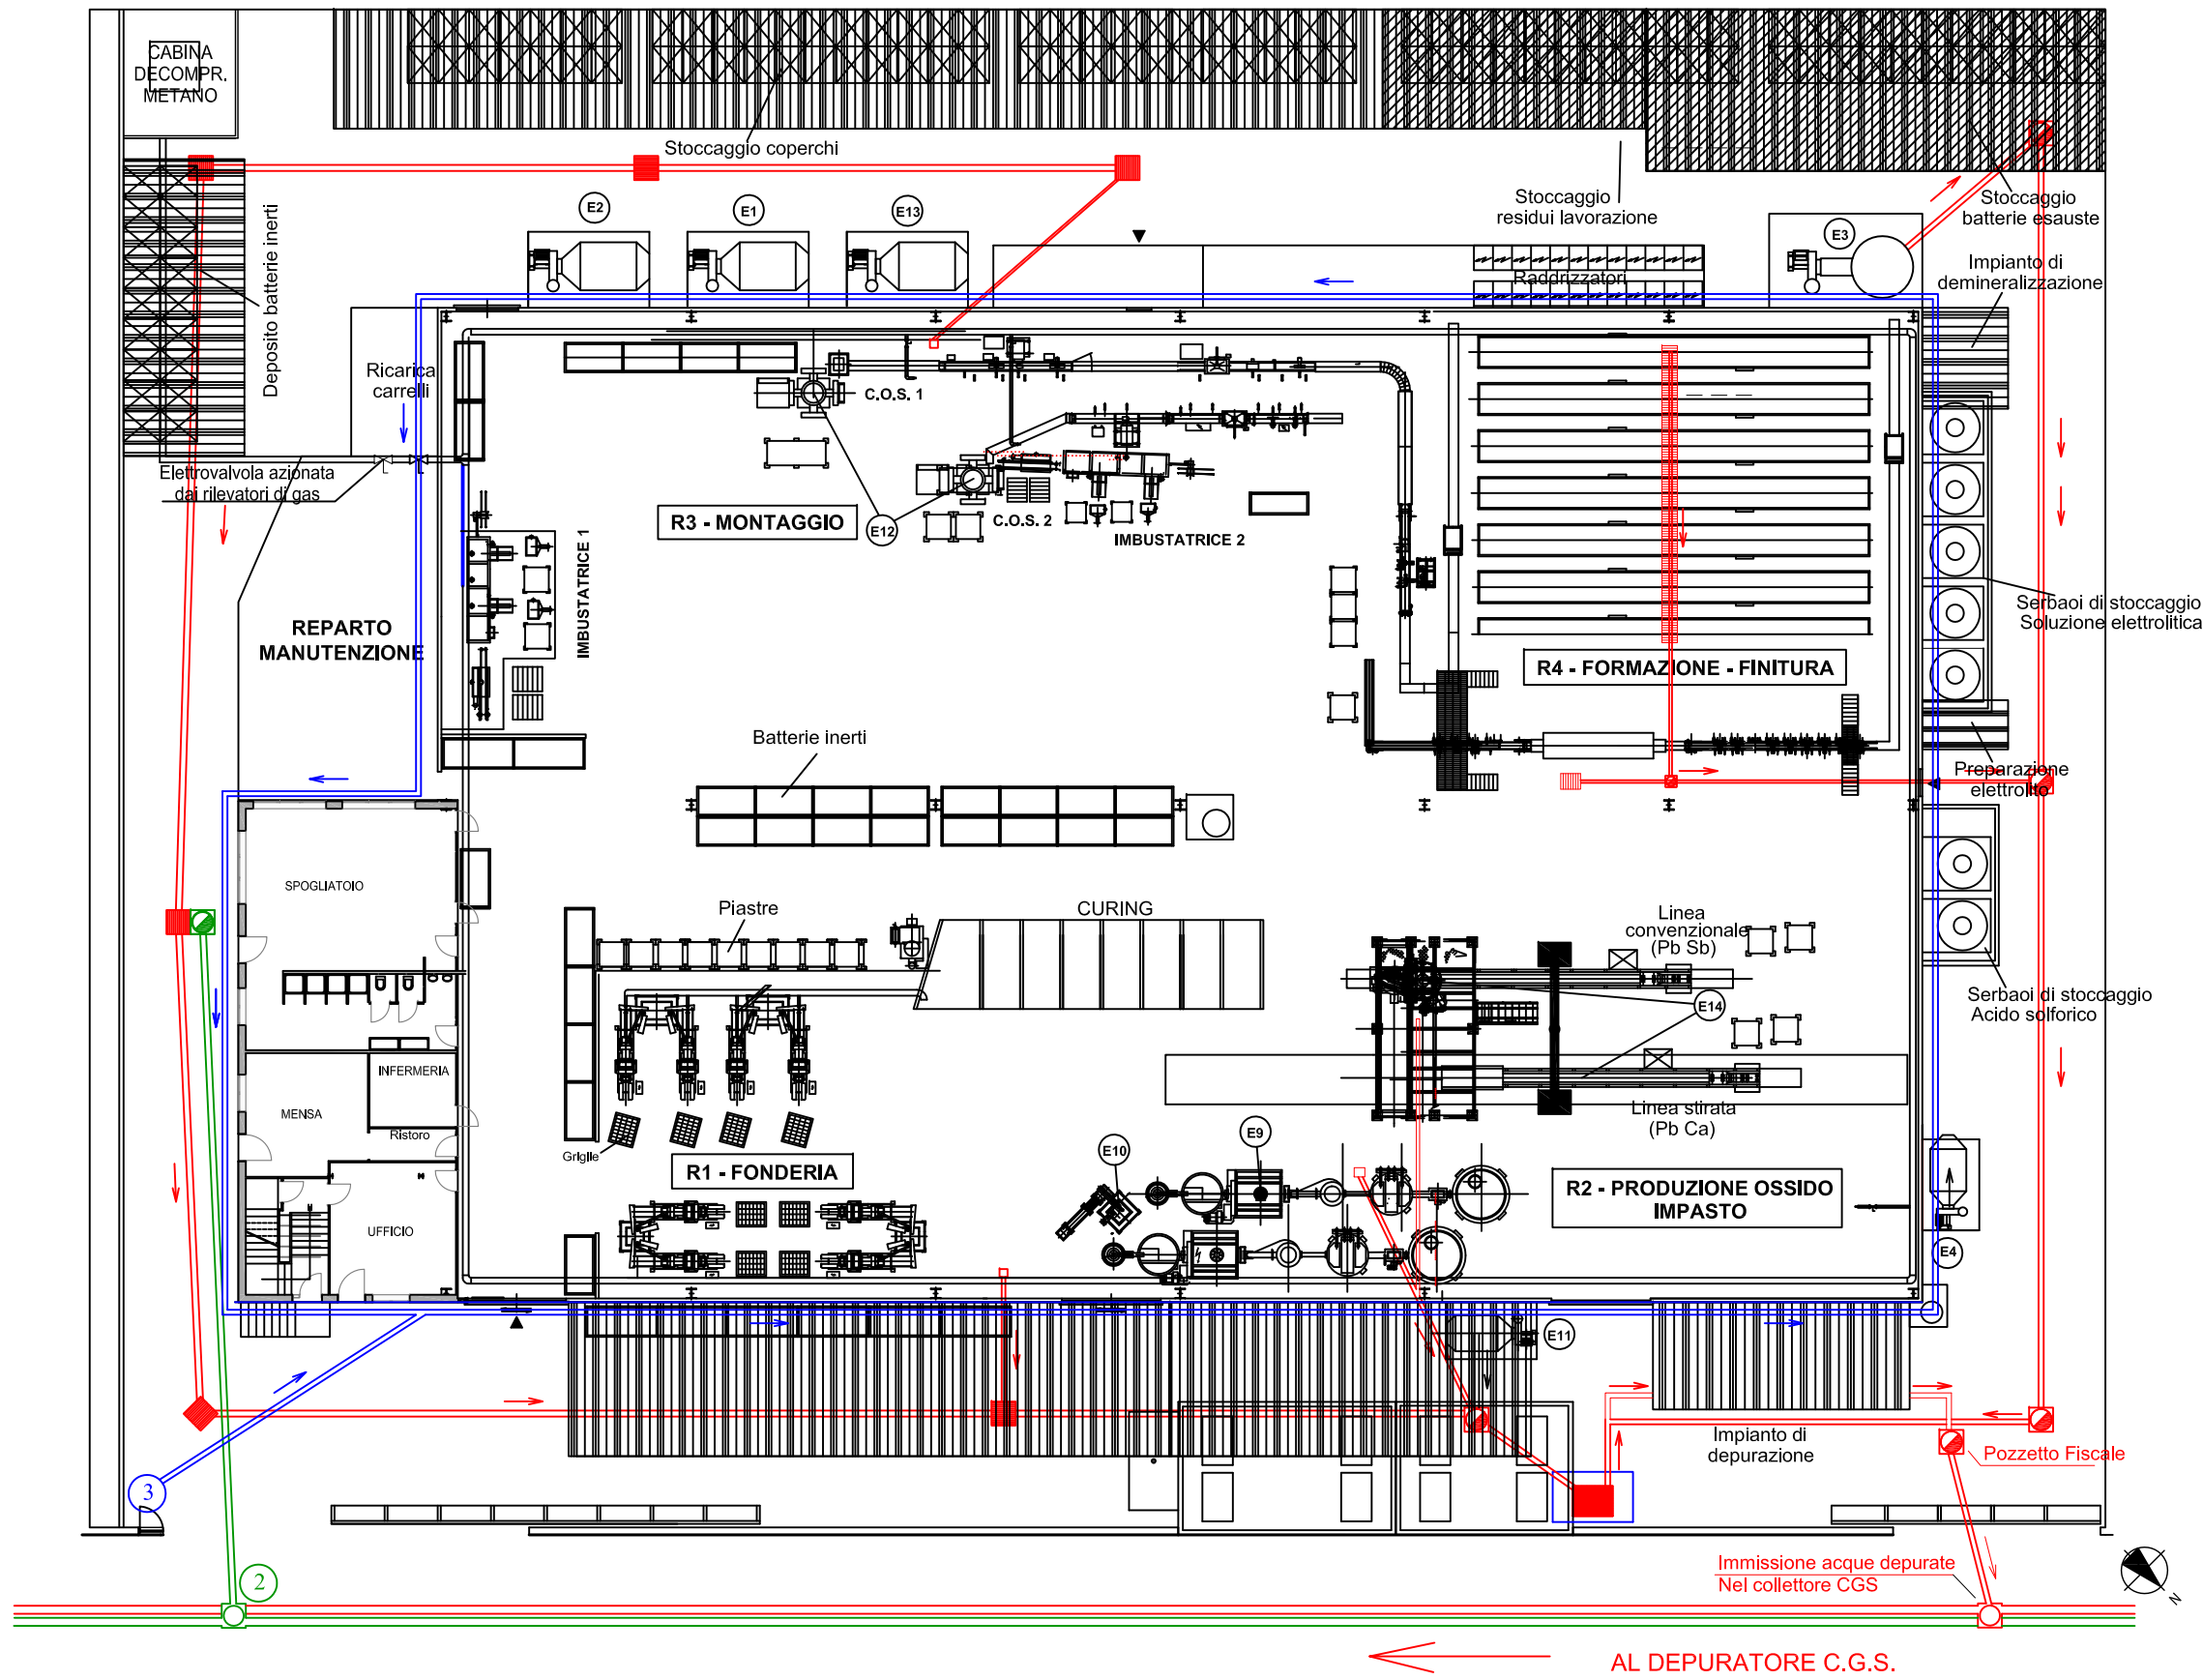 CABINA
DECOMPR.
METANO
Stoccaggio coperchi
E2
E1
E13
Stoccaggio
residui lavorazione
Stoccaggio
batterie esauste
E3
Impianto di
demineralizzazione
Raddrizzatori
Deposito batterie inerti
Ricarica
carrelli
C.O.S. 1
Elettrovalvola azionata
dai rilevatori di gas
R3 - MONTAGGIO
E12
C.O.S. 2
IMBUSTATRICE 2
IMBUSTATRICE 1
REPARTO
MANUTENZIONE
Serbaoi di stoccaggio
Soluzione elettrolitica
R4 - FORMAZIONE - FINITURA
Batterie inerti
Preparazione
elettrolito
SPOGLIATOIO
Piastre
CURING
Linea
convenzionale
(Pb Sb)
Serbaoi di stoccaggio
Acido solforico
E14
INFERMERIA
MENSA
Ristoro
Linea stirata
(Pb Ca)
Griglie
R1 - FONDERIA
E10
E9
R2 - PRODUZIONE OSSIDO
IMPASTO
UFFICIO
E4
E11
Impianto di
depurazione
Pozzetto Fiscale
3
2
Immissione acque depurate
Nel collettore CGS
N
AL DEPURATORE C.G.S.